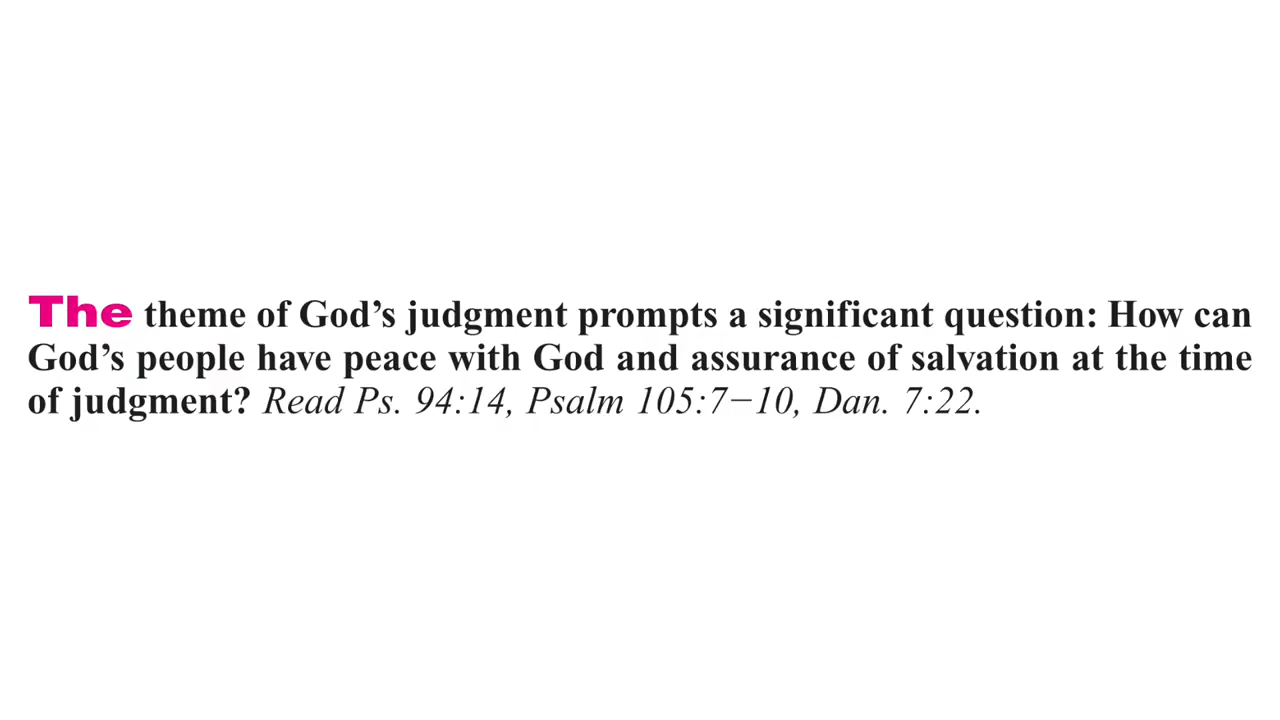 The theme of God’s judgment prompts a significant question: How can
God’s people have peace with God and assurance of salvation at the time
of judgment? Read Ps. 94:14, Psalm 105:7–10, Dan. 7:22.